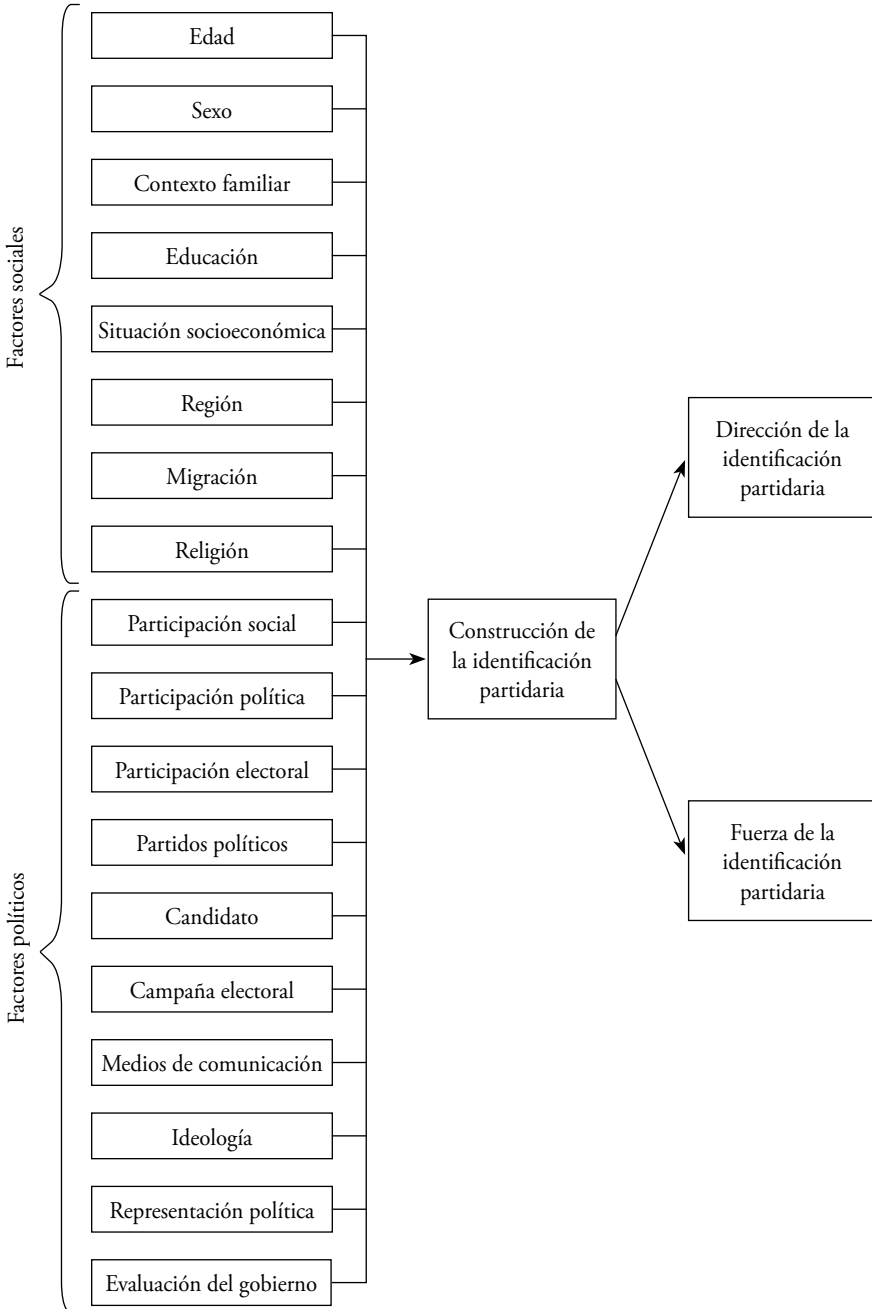 Factores sociales
Edad
Sexo
Contexto familiar
Educación
Situación socioeconómica
Región
Migración
Religión
Factores políticos
Participación social
Participación política
Participación electoral
Partidos políticos
Candidato
Campaña electoral
Medios de comunicación
Ideología
Representación política
Evaluación del gobierno
Construcción de
la identificación
partidaria
Dirección de la
identificación
partidaria
Fuerza de la
identificación
partidaria